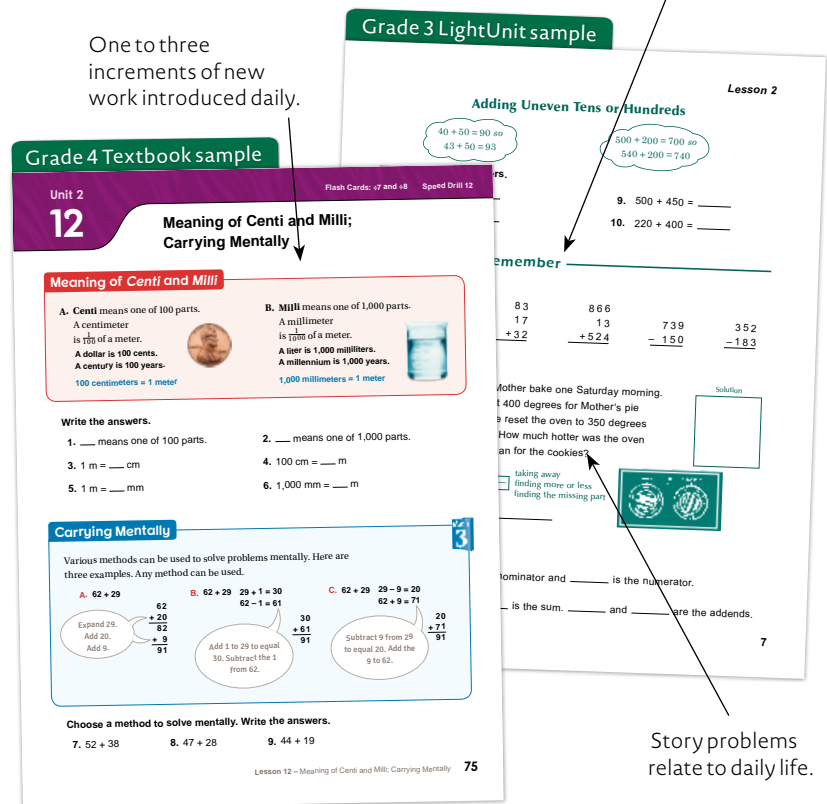 One to three
increments of new
work introduced daily.
Grade 3 LightUnit sample
Lesson 2
Adding Uneven Tens or Hundreds
40 + 50 = 90 so
43 + 50 = 93
500 + 200 = 700 so
540 + 200 = 740
rs.
9. 500 + 450 = ____
10. 220 + 400 = ____
emember
83
17
+32
866
13
+524
739
– 150
352
–183
Mother bake one Saturday morning.
400 degrees for Mother's pie
reset the oven to 350 degrees
How much hotter was the oven
an for the cookies?
Solution
taking away
finding more or less
finding the missing part
nominator and ____ is the numerator.
is the sum. ____ and ____ are the addends.
7
Story problems
relate to daily life.
Grade 4 Textbook sample
Unit 2
12
Flash Cards: ÷7 and ÷8 Speed Drill 12
Meaning of Centi and Milli;
Carrying Mentally
Meaning of Centi and Milli
A. Centi means one of 100 parts.
A centimeter
is 1/100 of a meter.
A dollar is 100 cents.
A century is 100 years.
100 centimeters = 1 meter
B. Milli means one of 1,000 parts.
A millimeter
is 1/1000 of a meter.
A liter is 1,000 milliliters.
A millennium is 1,000 years.
1,000 millimeters = 1 meter
Write the answers.
1. ___ means one of 100 parts.
2. ___ means one of 1,000 parts.
3. 1 m = ___ cm
4. 100 cm = ___ m
5. 1 m = ___ mm
6. 1,000 mm = ___ m
Carrying Mentally
3
Various methods can be used to solve problems mentally. Here are
three examples. Any method can be used.
A. 62 + 29
Expand 29.
Add 20.
Add 9.
62
+ 20
82
+ 9
91
B. 62 + 29 29 + 1 = 30
62 – 1 = 61
Add 1 to 29 to equal
30. Subtract the 1
from 62.
30
+ 61
91
C. 62 + 29 29 – 9 = 20
62 + 9 = 71
Subtract 9 from 29
to equal 20. Add the
9 to 62.
20
+ 71
91
Choose a method to solve mentally. Write the answers.
7. 52 + 38
8. 47 + 28
9. 44 + 19
Lesson 12 – Meaning of Centi and Milli; Carrying Mentally 75